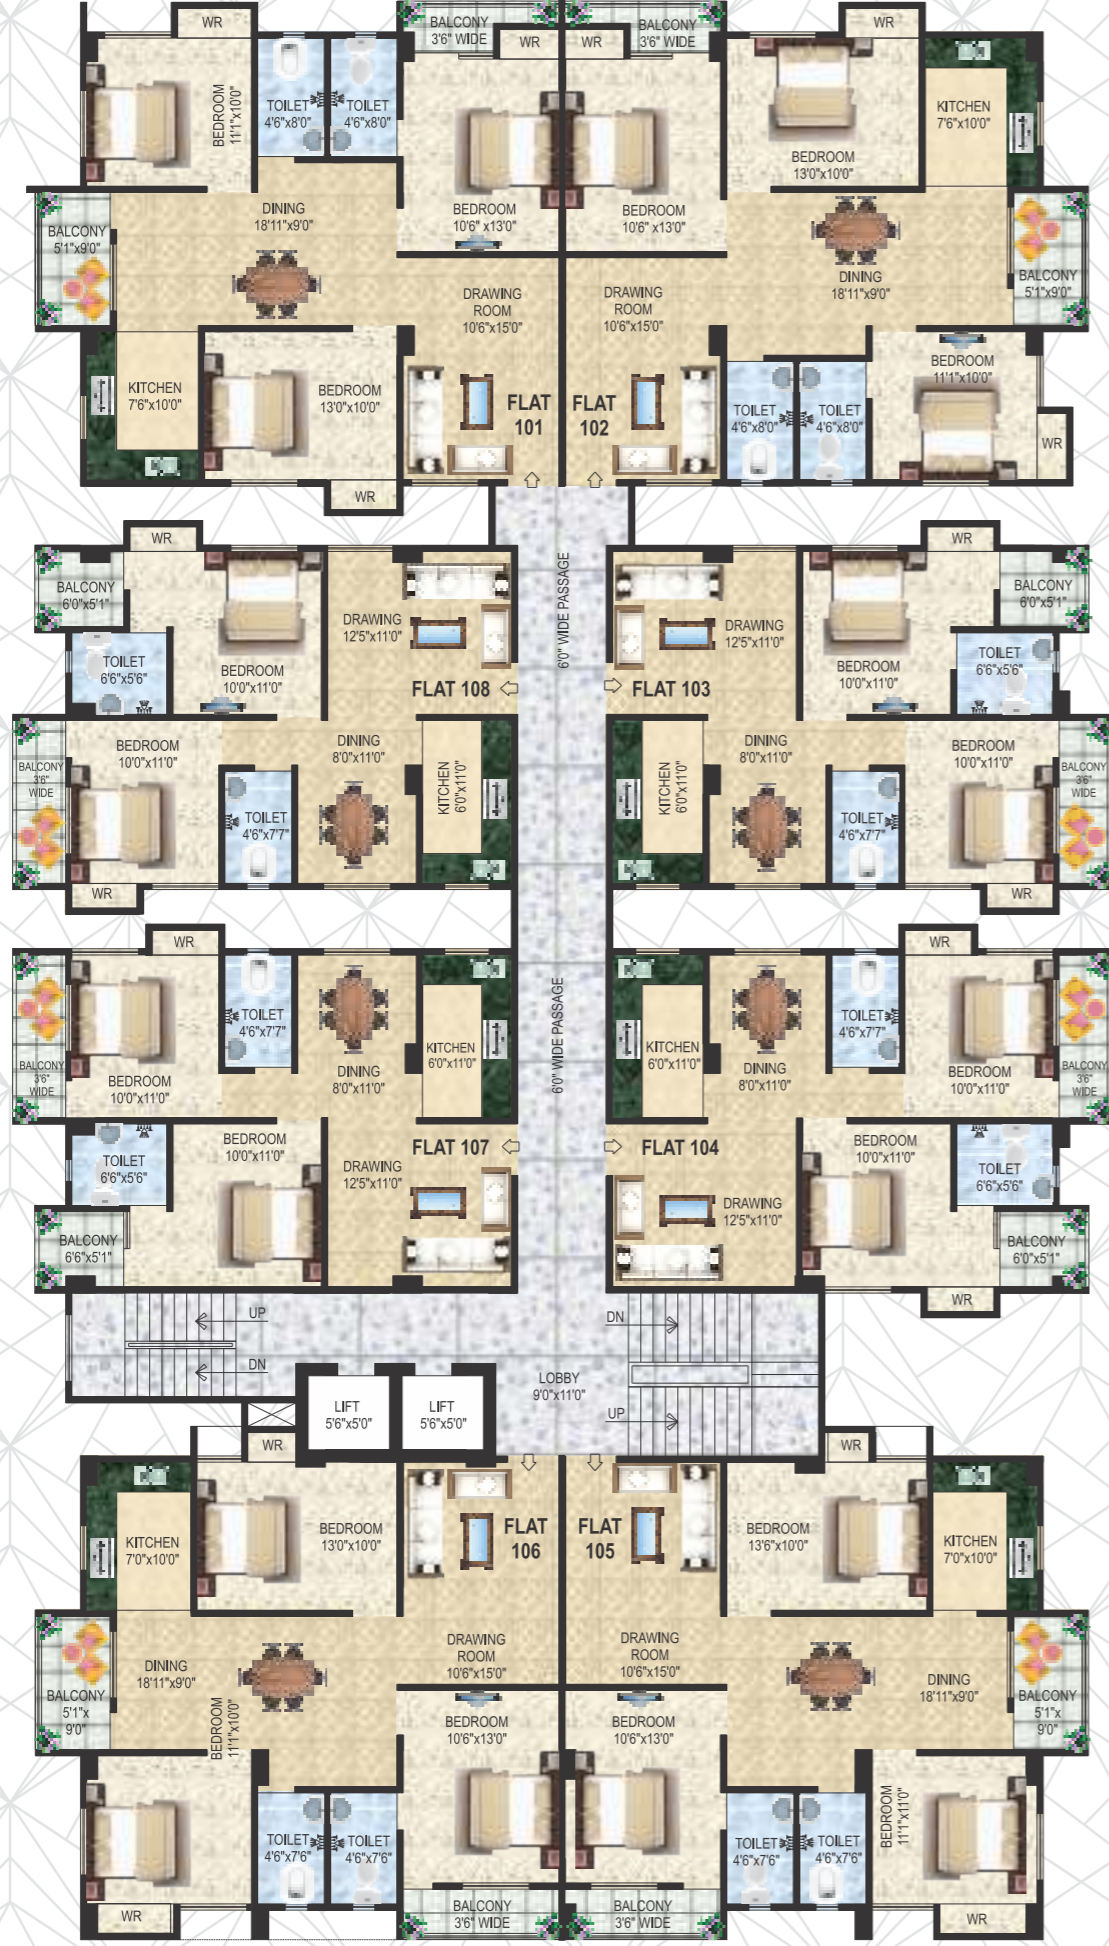 WR
BALCONY
3'6" WIDE
WR
WR
BALCONY
3'6" WIDE
WR
BEDROOM
11'1"x10'0"
TOILET
4'6"x8'0"
TOILET
4'6"x8'0"
KITCHEN
7'6"x10'0"
BEDROOM
13'0"x10'0"
BALCONY
5'1"x9'0"
DINING
18'11"x9'0"
BEDROOM
10'6" x13'0"
BEDROOM
10'6" x13'0"
DINING
18'11"x9'0"
BALCONY
5'1"x9'0"
DRAWING
ROOM
10'6"x15'0"
DRAWING
ROOM
10'6"x15'0"
KITCHEN
7'6"x10'0"
BEDROOM
13'0"x10'0"
FLAT
101
FLAT
102
TOILET
4'6"x8'0"
TOILET
4'6"x8'0"
BEDROOM
11'1"x10'0"
WR
WR
WR
BALCONY
6'0"x5'1"
TOILET
6'6"x5'6"
BEDROOM
10'0"x11'0"
DRAWING
12'5"x11'0"
FLAT 108
6'0" WIDE PASSAGE
FLAT 103
DRAWING
12'5"x11'0"
BEDROOM
10'0"x11'0"
WR
BALCONY
6'0"x5'1"
TOILET
6'6"x5'6"
BALCONY
3'6"
WIDE
BEDROOM
10'0"x11'0"
TOILET
4'6"x7'7"
DINING
8'0"x11'0"
KITCHEN
6'0"x11'0"
WR
KITCHEN
6'0"x11'0"
DINING
8'0"x11'0"
TOILET
4'6"x7'7"
BEDROOM
10'0"x11'0"
BALCONY
3'6"
WIDE
WR
WR
BALCONY
3'6"
WIDE
BEDROOM
10'0"x11'0"
TOILET
4'6"x7'7"
DINING
8'0"x11'0"
KITCHEN
6'0"x11'0"
6'0" WIDE PASSAGE
KITCHEN
6'0"x11'0"
DINING
8'0"x11'0"
TOILET
4'6"x7'7"
WR
BEDROOM
10'0"x11'0"
BALCONY
3'6"
WIDE
TOILET
6'6"x5'6"
BEDROOM
10'0"x11'0"
FLAT 107
DRAWING
12'5"x11'0"
BALCONY
6'6"x5'1"
FLAT 104
DRAWING
12'5"x11'0"
BEDROOM
10'0"x11'0"
TOILET
6'6"x5'6"
BALCONY
6'0"x5'1"
WR
UP
DN
DN
UP
LIFT
5'6"x5'0"
LIFT
5'6"x5'0"
LOBBY
9'0"x11'0"
WR
WR
KITCHEN
7'0"x10'0"
BEDROOM
13'0"x10'0"
FLAT
106
FLAT
105
BEDROOM
13'6"x10'0"
KITCHEN
7'0"x10'0"
DRAWING
ROOM
10'6"x15'0"
DRAWING
ROOM
10'6"x15'0"
BALCONY
5'1"x
9'0"
DINING
18'11"x9'0"
DINING
18'11"x9'0"
BALCONY
5'1"x
9'0"
BEDROOM
11'1"x10'0"
BEDROOM
10'6"x13'0"
BEDROOM
10'6"x13'0"
BEDROOM
11'1"x11'0"
TOILET
4'6"x7'6"
TOILET
4'6"x7'6"
TOILET
4'6"x7'6"
TOILET
4'6"x7'6"
WR
BALCONY
3'6" WIDE
BALCONY
3'6" WIDE
WR